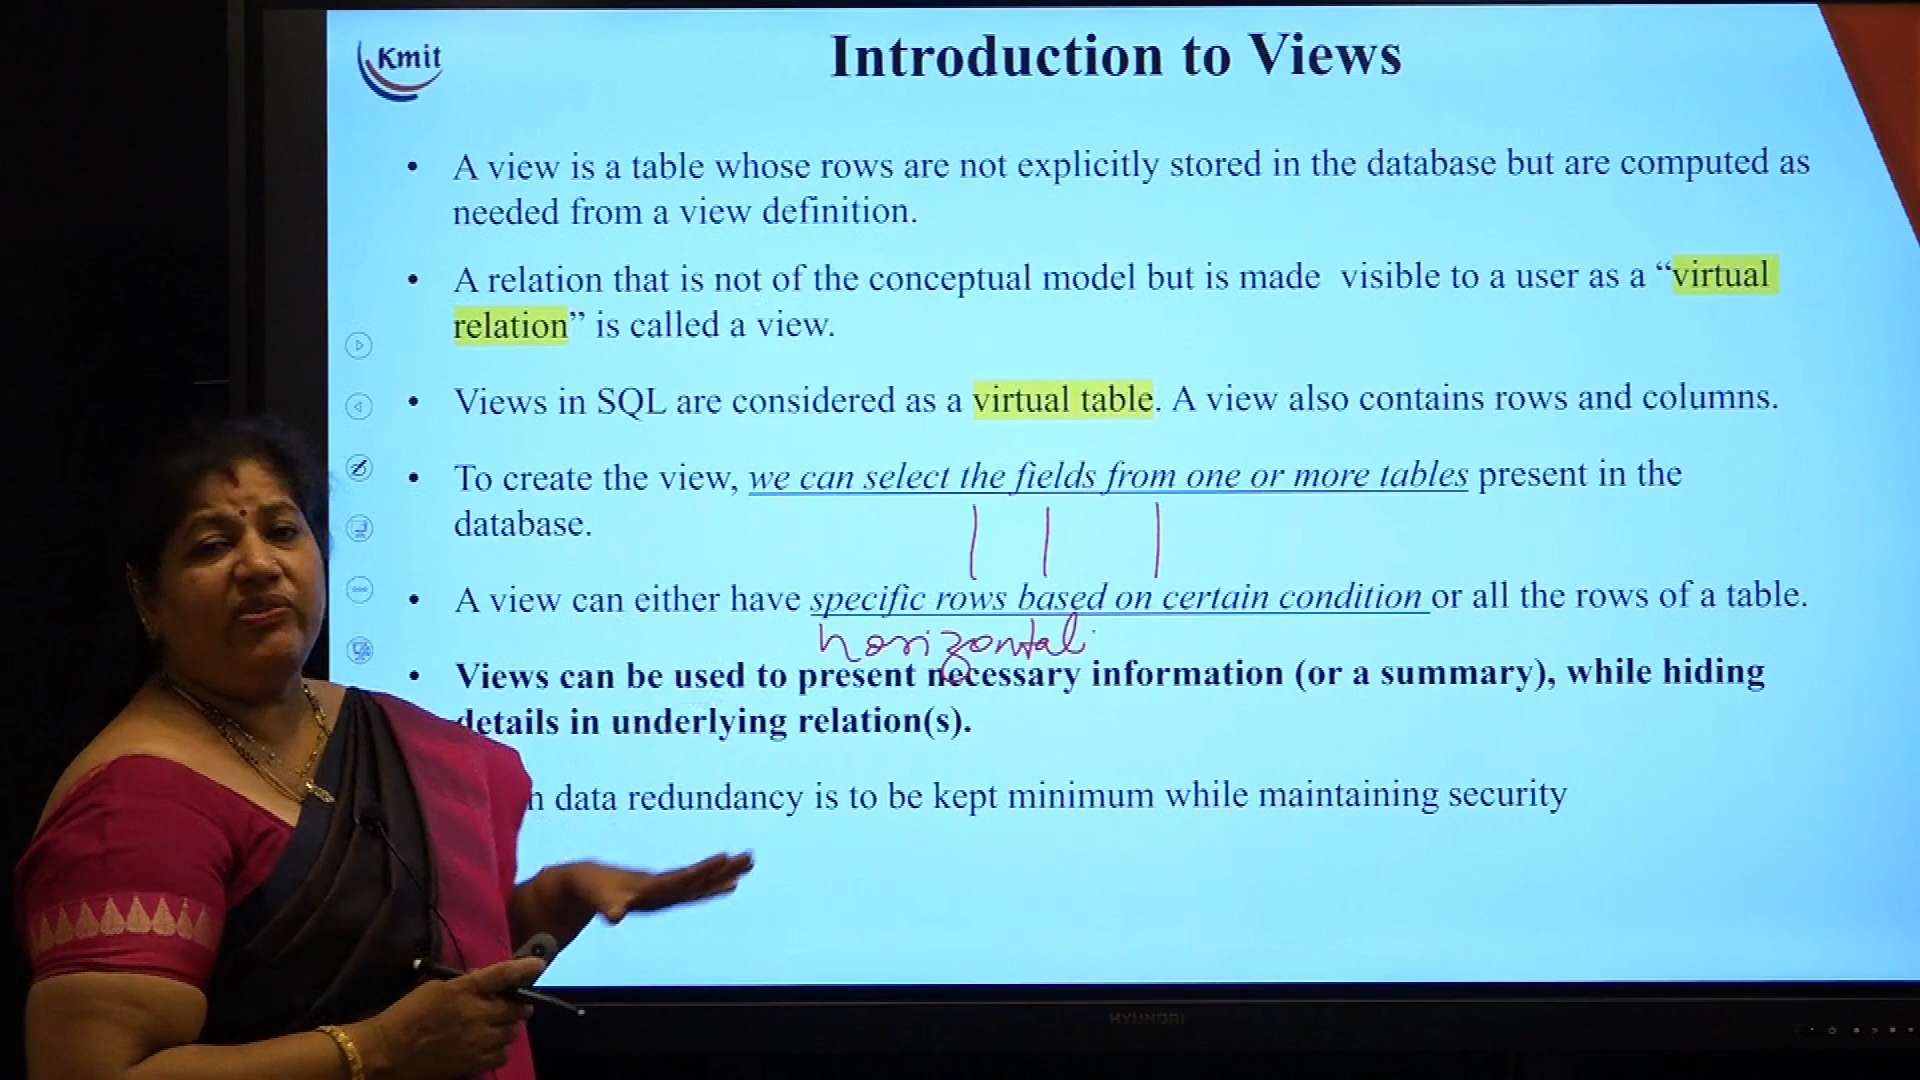 Kmit
Introduction to Views
• A view is a table whose rows are not explicitly stored in the database but are computed as
needed from a view definition.
• A relation that is not of the conceptual model but is made visible to a user as a “virtual
relation” is called a view.
• Views in SQL are considered as a virtual table. A view also contains rows and columns.
• To create the view, we can select the fields from one or more tables present in the
database.
• A view can either have specific rows based on certain condition or all the rows of a table.
horizontal
• Views can be used to present necessary information (or a summary), while hiding
details in underlying relation(s).
data redundancy is to be kept minimum while maintaining security
HYUNDAI